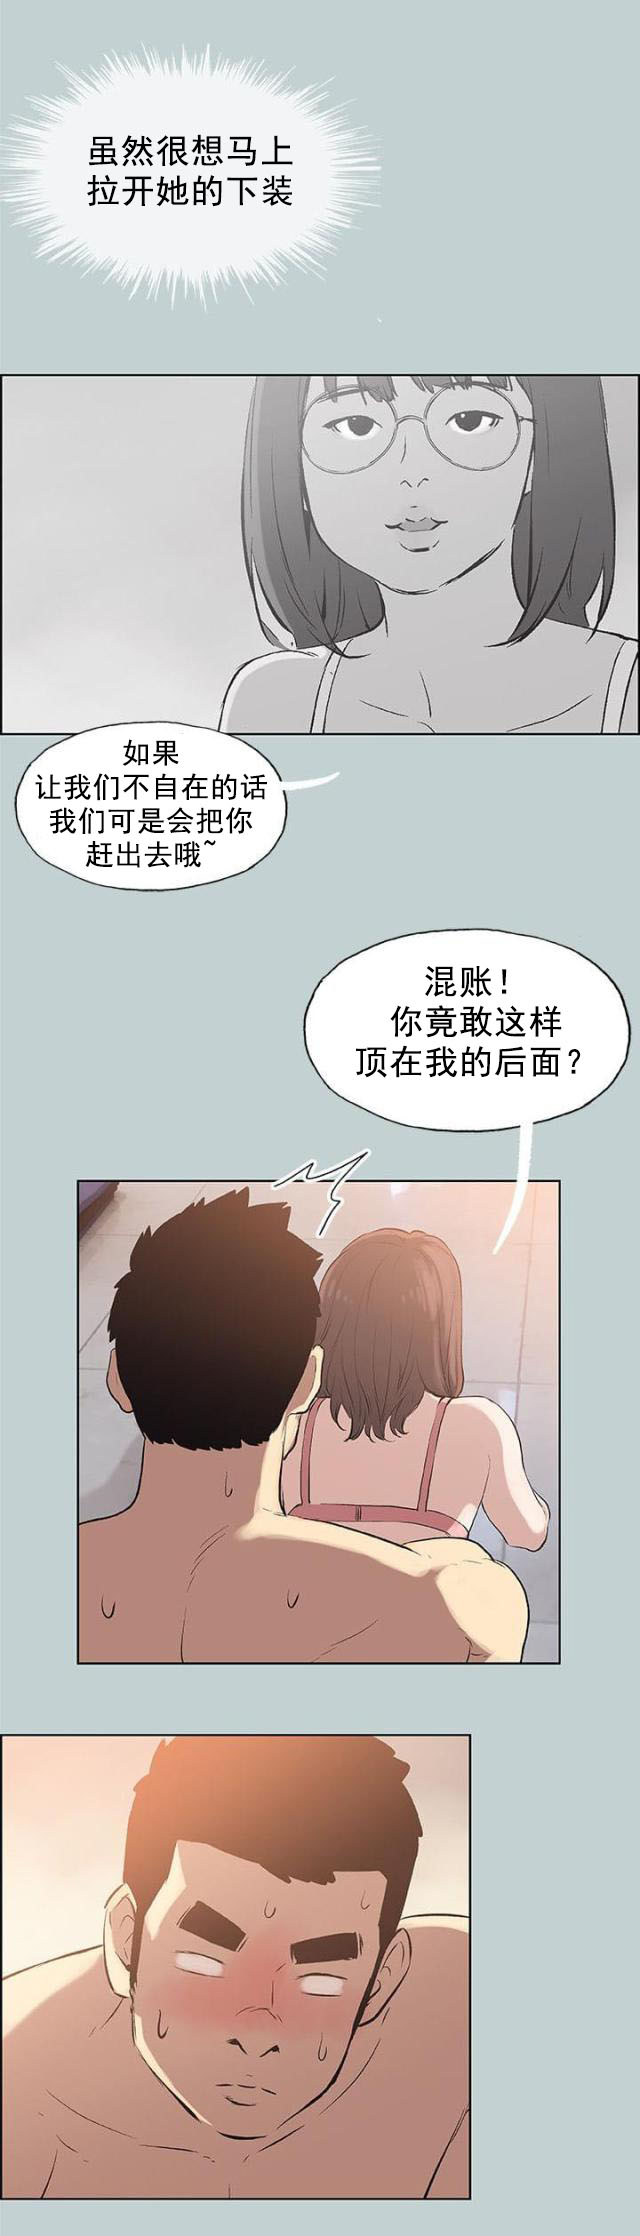 虽然很想马上
拉开她的下装
如果
让我们不自在的话
我们可是会把你
赶出去哦~
混账！
你竟敢这样
顶在我的后面？